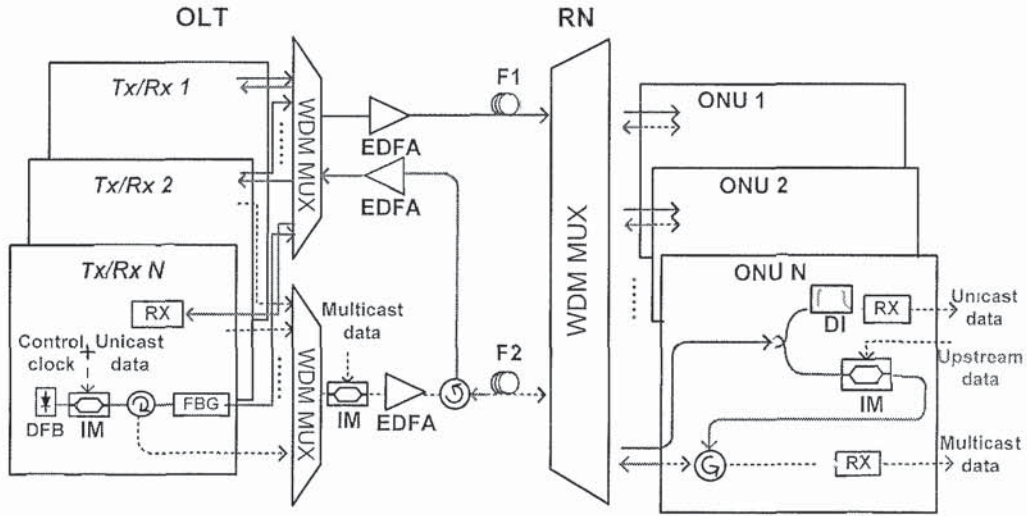 OLT
RN
Tx/Rx 1
Tx/Rx 2
Tx/Rx N
RX
Control
clock
+
Unicast
data
DFB
IM
FBG
WDM MUX
EDFA
EDFA
WDM MUX
Multicast
data
IM
EDFA
F1
F2
WDM MUX
ONU 1
ONU 2
ONU N
DI
RX
Unicast
data
Upstream
data
IM
RX
Multicast
data